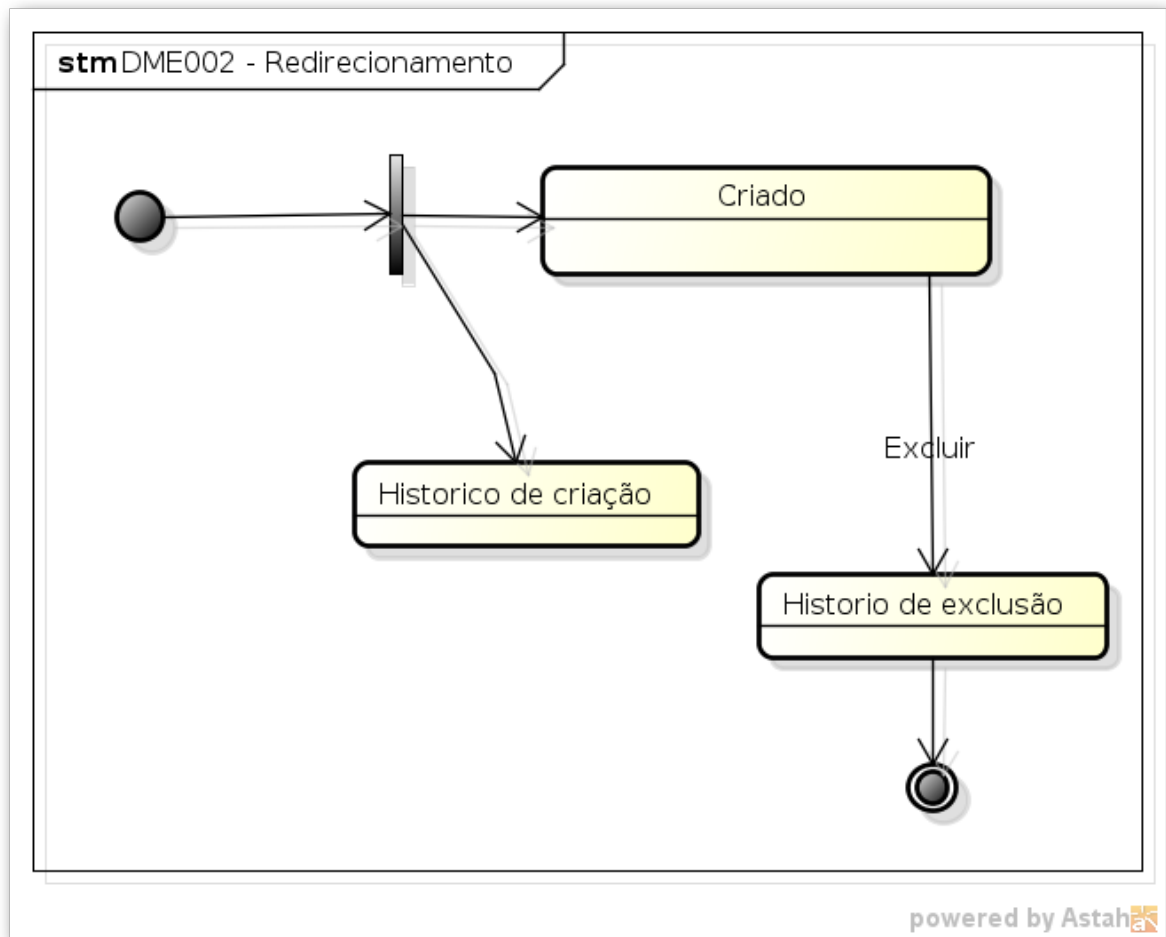 stm DME002 - Redirecionamento
Criado
Excluir
Historico de criação
Historio de exclusão
powered by Astah